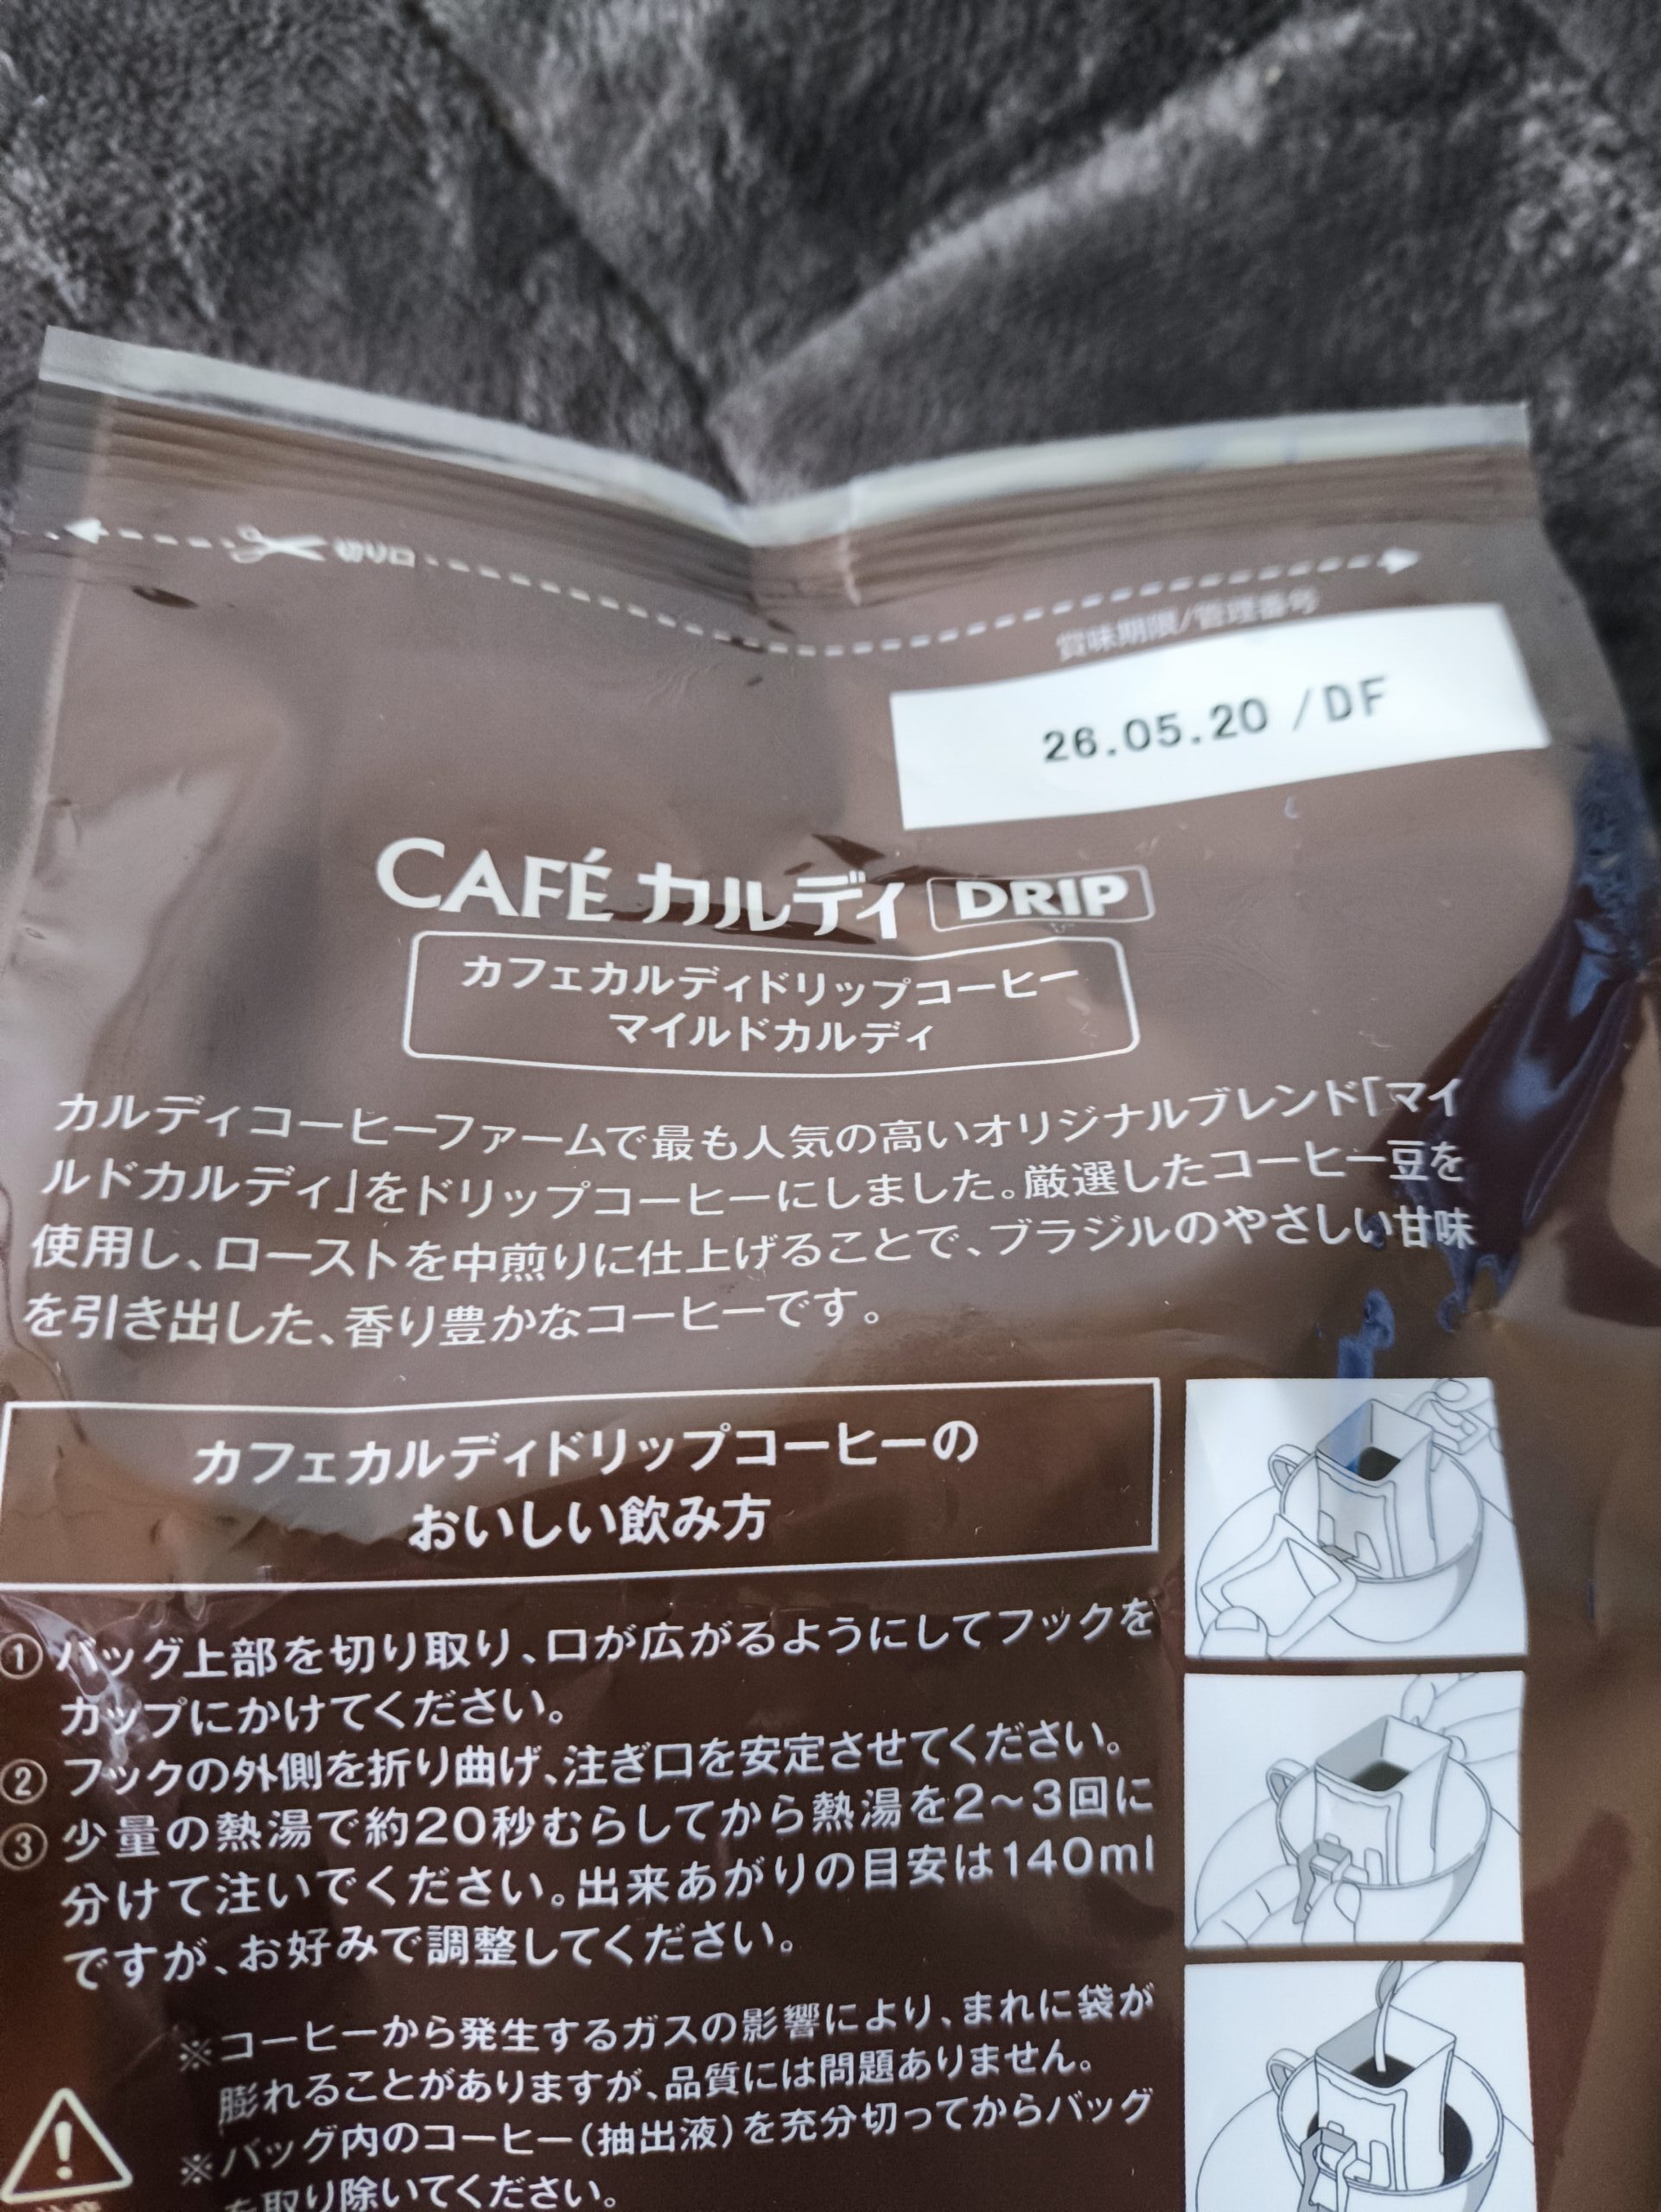 切り口
賞味期限/管理番号
26.05.20 /DF
CAFÉ カルディ DRIP
カフェカルディドリップコーヒー
マイルドカルディ
カルディコーヒーファームで最も人気の高いオリジナルブレンド「マイ
ルドカルディ」をドリップコーヒーにしました。厳選したコーヒー豆を
使用し、ローストを中煎りに仕上げることで、ブラジルのやさしい甘味
を引き出した、香り豊かなコーヒーです。
カフェカルディドリップコーヒーの
おいしい飲み方
① バッグ上部を切り取り、口が広がるようにしてフックを
カップにかけてください。
② フックの外側を折り曲げ、注ぎ口を安定させてください。
③ 少量の熱湯で約20秒むらしてから熱湯を2～3回に
分けて注いでください。出来あがりの目安は140ml
ですが、お好みで調整してください。
※コーヒーから発生するガスの影響により、まれに袋が
膨れることがありますが、品質には問題ありません。
※バッグ内のコーヒー(抽出液)を充分切ってからバッグ
を取り除いてください。